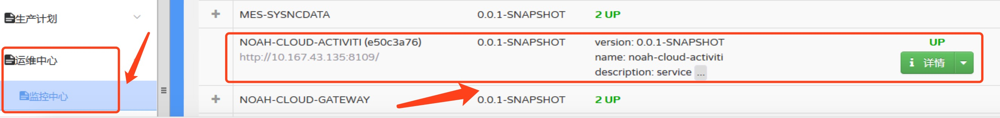 生产计划
运维中心
监控中心
MES-SYSNCDATA 0.0.1-SNAPSHOT 2 UP
NOAH-CLOUD-ACTIVITI (e50c3a76) 0.0.1-SNAPSHOT version: 0.0.1-SNAPSHOT UP
http://10.167.43.135:8109/ name: noah-cloud-activiti 详情
description: service ...
NOAH-CLOUD-GATEWAY 0.0.1-SNAPSHOT 2 UP